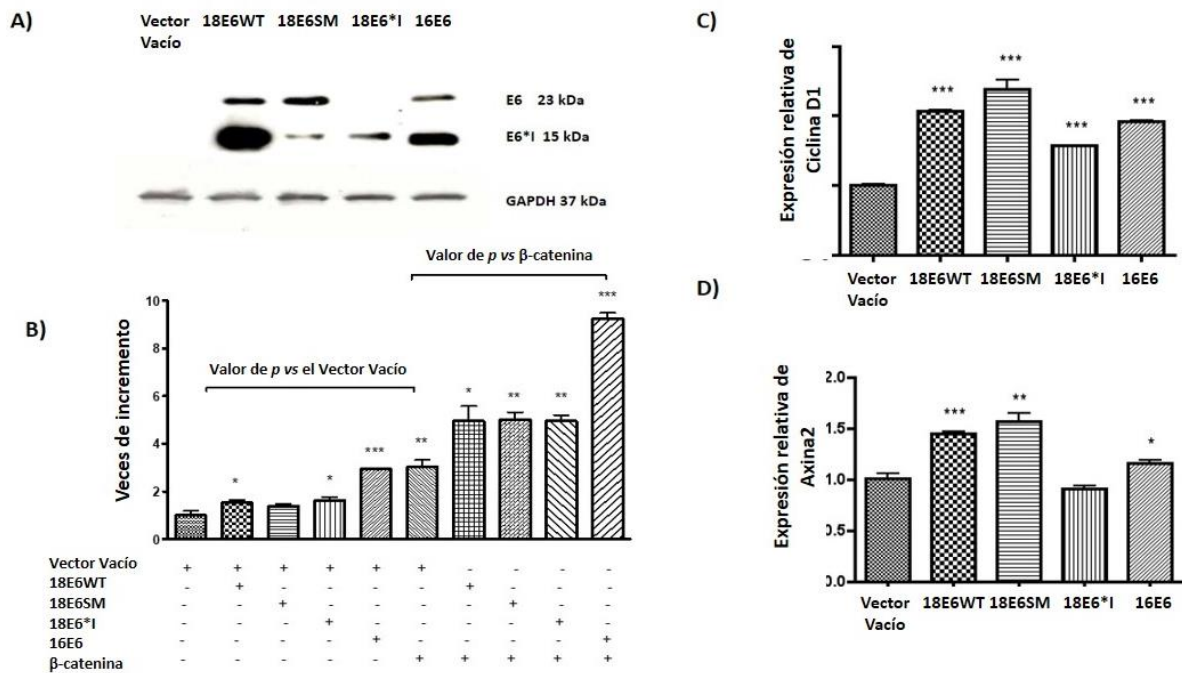 A)
Vector Vacío 18E6WT 18E6SM 18E6*I 16E6
E6 23 kDa
E6*I 15 kDa
GAPDH 37 kDa
B)
Valor de p vs β-catenina
Valor de p vs el Vector Vacío
Veces de incremento
10
8
6
4
2
0
* * *** ** * ** ** ***
Vector Vacío + + + + + + - - - -
18E6WT - + - - - - + - - -
18E6SM - - + - - - - + - -
18E6*I - - - + - - - - + -
16E6 - - - - + - - - - +
β-catenina - - - - - + + + + +
C)
Expresión relativa de
Ciclina D1
*** *** *** ***
Vector Vacío 18E6WT 18E6SM 18E6*I 16E6
D)
Expresión relativa de
Axina2
2.0
1.5
1.0
0.5
0.0
*** ** *
Vector Vacío 18E6WT 18E6SM 18E6*I 16E6